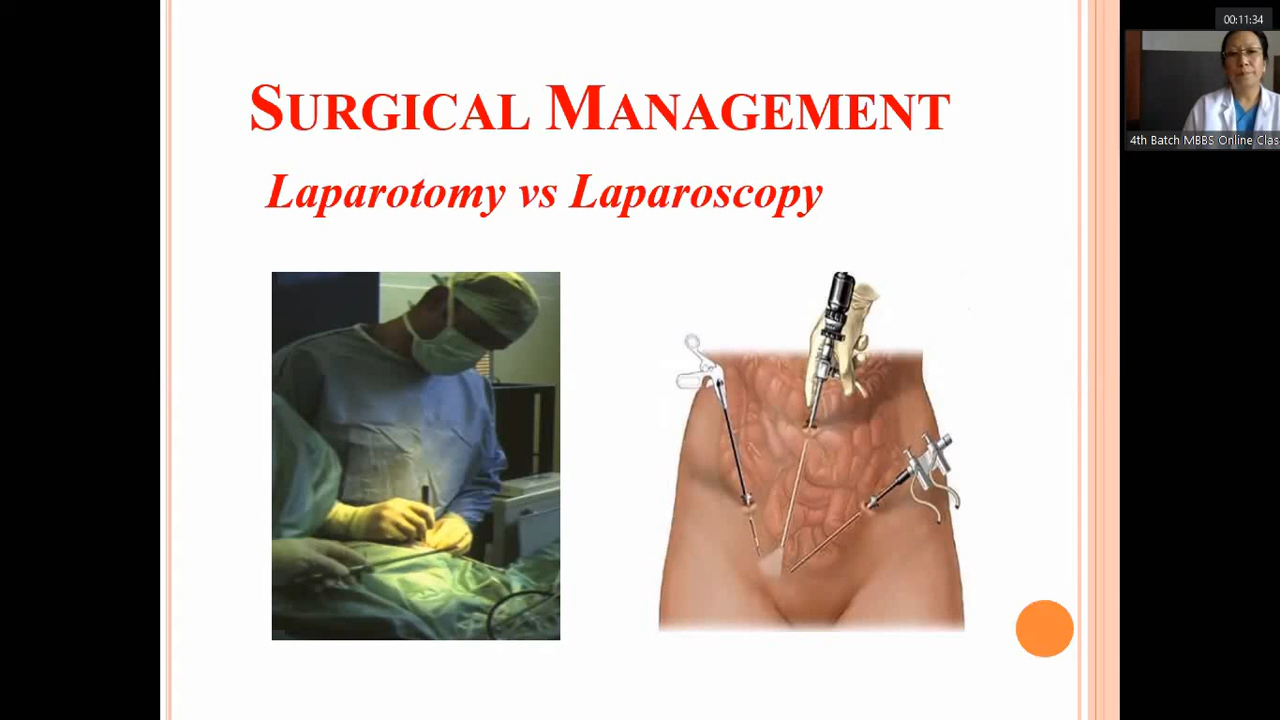 SURGICAL MANAGEMENT
Laparotomy vs Laparoscopy
00:11:34
4th Batch MBBS Online Clas